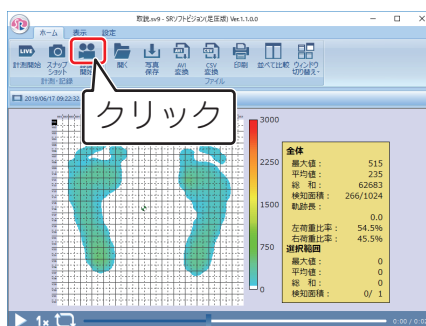 取説.sv9 - SRソフトビジョン(足圧版) Ver.1.1.0.0
ホーム 表示 設定
LIVE AVI CSV
計測開始 スナップショット 開始 開く 写真保存 AVI変換 CSV変換 印刷 並べて比較 ウィンドウ切り替え
計測・記録 ファイル
2019/06/17 09:22:32
クリック
3000
2250
1500
750
0
全体
最大値: 515
平均値: 235
総 和: 62683
検知面積: 266/1024
軌跡長:
0.0
左荷重比率: 54.5%
右荷重比率: 45.5%
選択範囲
最大値: 0
平均値: 0
総 和: 0
検知面積: 0/ 1
1x
0:00 / 0:02